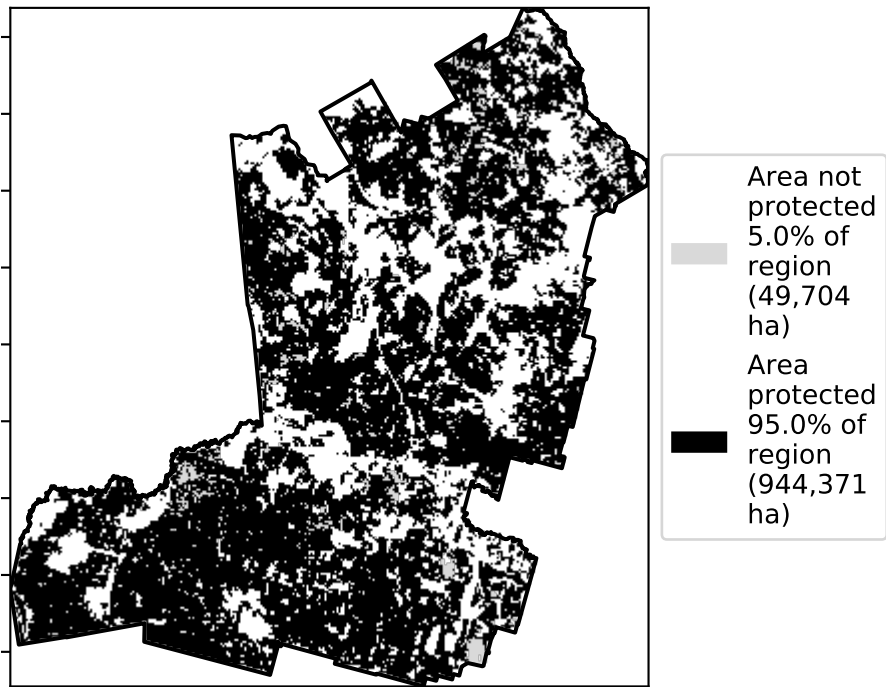 Area not
protected
5.0% of
region
(49,704
ha)
Area
protected
95.0% of
region
(944,371
ha)